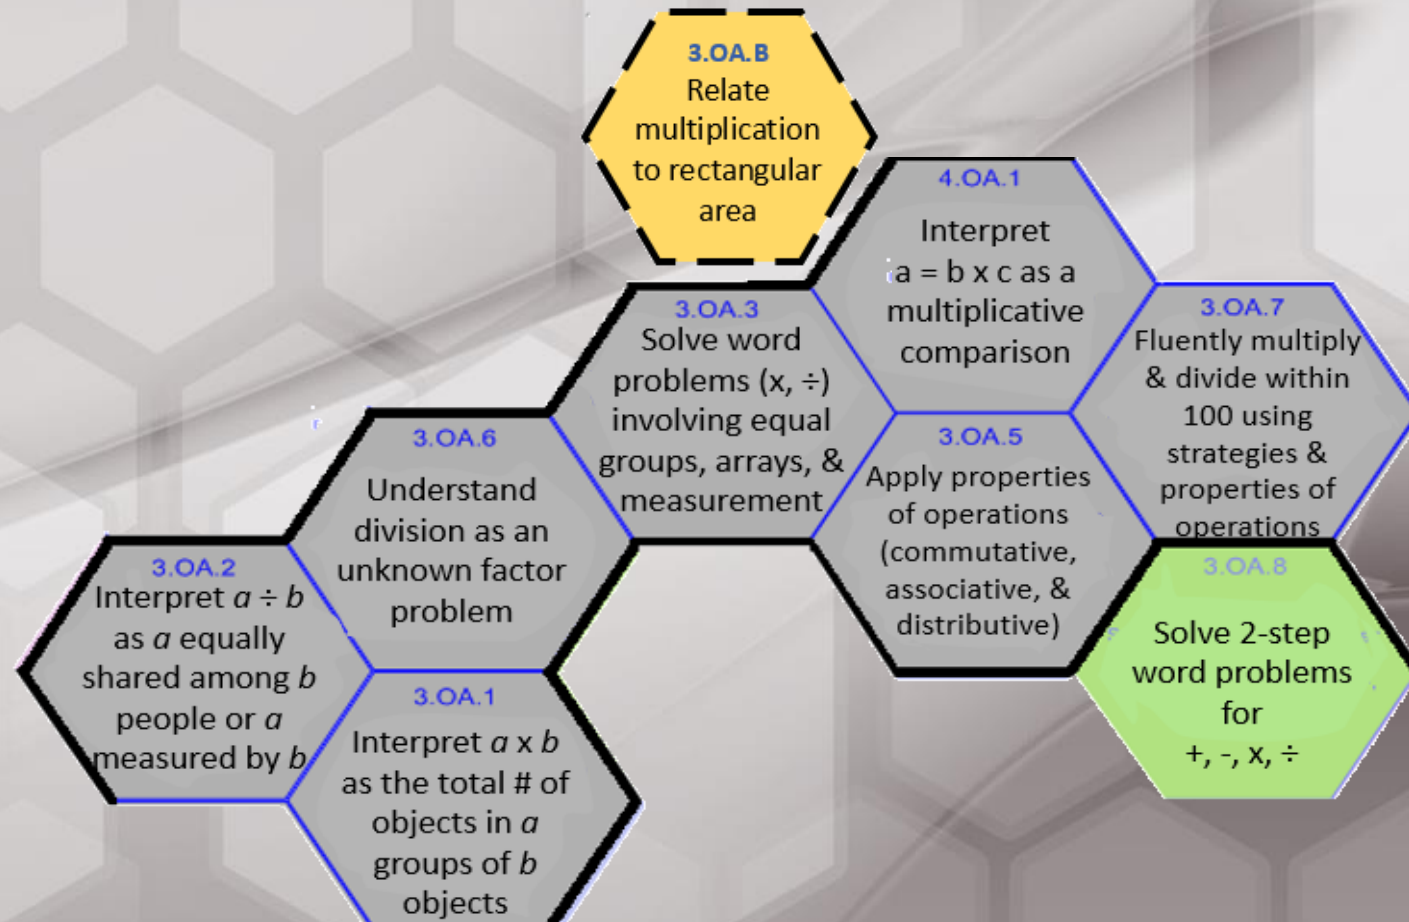 3.OA.B
Relate
multiplication
to rectangular
area
4.OA.1
Interpret
a = b x c as a
multiplicative
comparison
3.OA.3
Solve word
problems (x, ÷)
involving equal
groups, arrays, &
measurement
3.OA.7
Fluently multiply
& divide within
100 using
strategies &
properties of
operations
3.OA.6
Understand
division as an
unknown factor
problem
3.OA.5
Apply properties
of operations
(commutative,
associative, &
distributive)
3.OA.2
Interpret a ÷ b
as a equally
shared among b
people or a
measured by b
3.OA.8
Solve 2-step
word problems
for
+, -, x, ÷
3.OA.1
Interpret a x b
as the total # of
objects in a
groups of b
objects